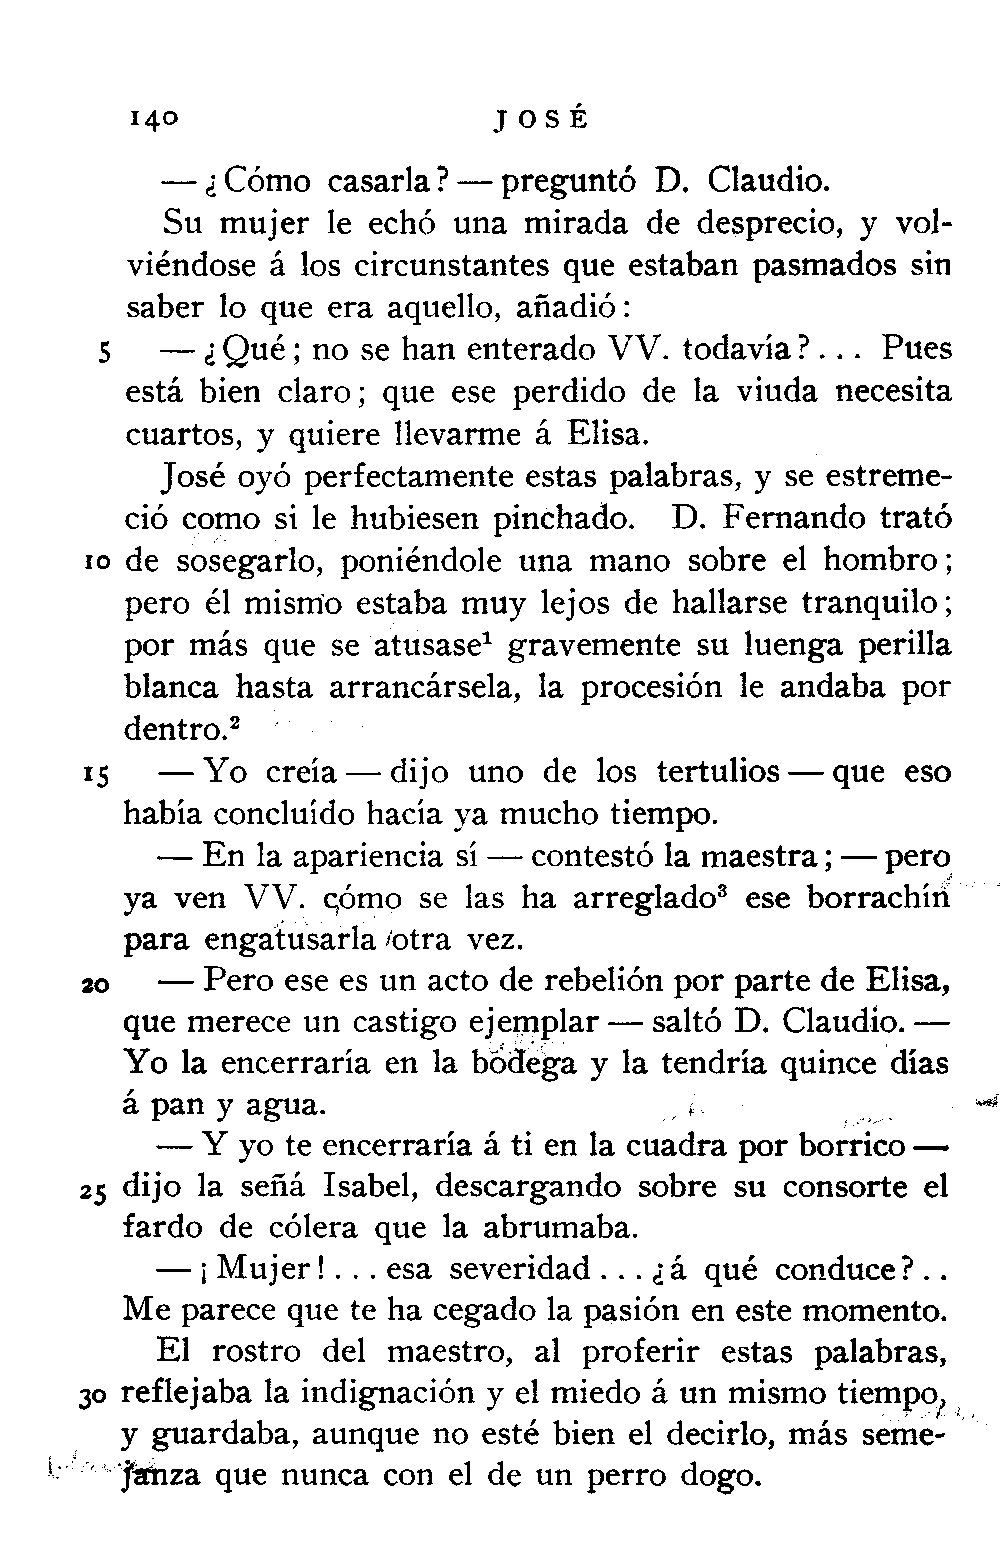 140 JOSÉ
— ¿ Cómo casarla ? — preguntó D. Claudio.
Su mujer le echó una mirada de desprecio, y vol-
viéndose á los circunstantes que estaban pasmados sin
saber lo que era aquello, añadió :
5 — ¿ Qué ; no se han enterado VV. todavía ? . . . Pues
está bien claro ; que ese perdido de la viuda necesita
cuartos, y quiere llevarme á Elisa.
José oyó perfectamente estas palabras, y se estreme-
ció como si le hubiesen pinchado. D. Fernando trató
10 de sosegarlo, poniéndole una mano sobre el hombro ;
pero él mismo estaba muy lejos de hallarse tranquilo ;
por más que se atusase¹ gravemente su luenga perilla
blanca hasta arrancársela, la procesión le andaba por
dentro.²
15 — Yo creía — dijo uno de los tertulios — que eso
había concluído hacía ya mucho tiempo.
— En la apariencia sí — contestó la maestra ; — pero
ya ven VV. cómo se las ha arreglado³ ese borrachín
para engatusarla otra vez.
20 — Pero ese es un acto de rebelión por parte de Elisa,
que merece un castigo ejemplar — saltó D. Claudio. —
Yo la encerraría en la bodega y la tendría quince días
á pan y agua.
— Y yo te encerraría á ti en la cuadra por borrico —
25 dijo la señá Isabel, descargando sobre su consorte el
fardo de cólera que la abrumaba.
— ¡ Mujer ! . . . esa severidad . . . ¿ á qué conduce ? . .
Me parece que te ha cegado la pasión en este momento.
El rostro del maestro, al proferir estas palabras,
30 reflejaba la indignación y el miedo á un mismo tiempo,
y guardaba, aunque no esté bien el decirlo, más seme-
janza que nunca con el de un perro dogo.